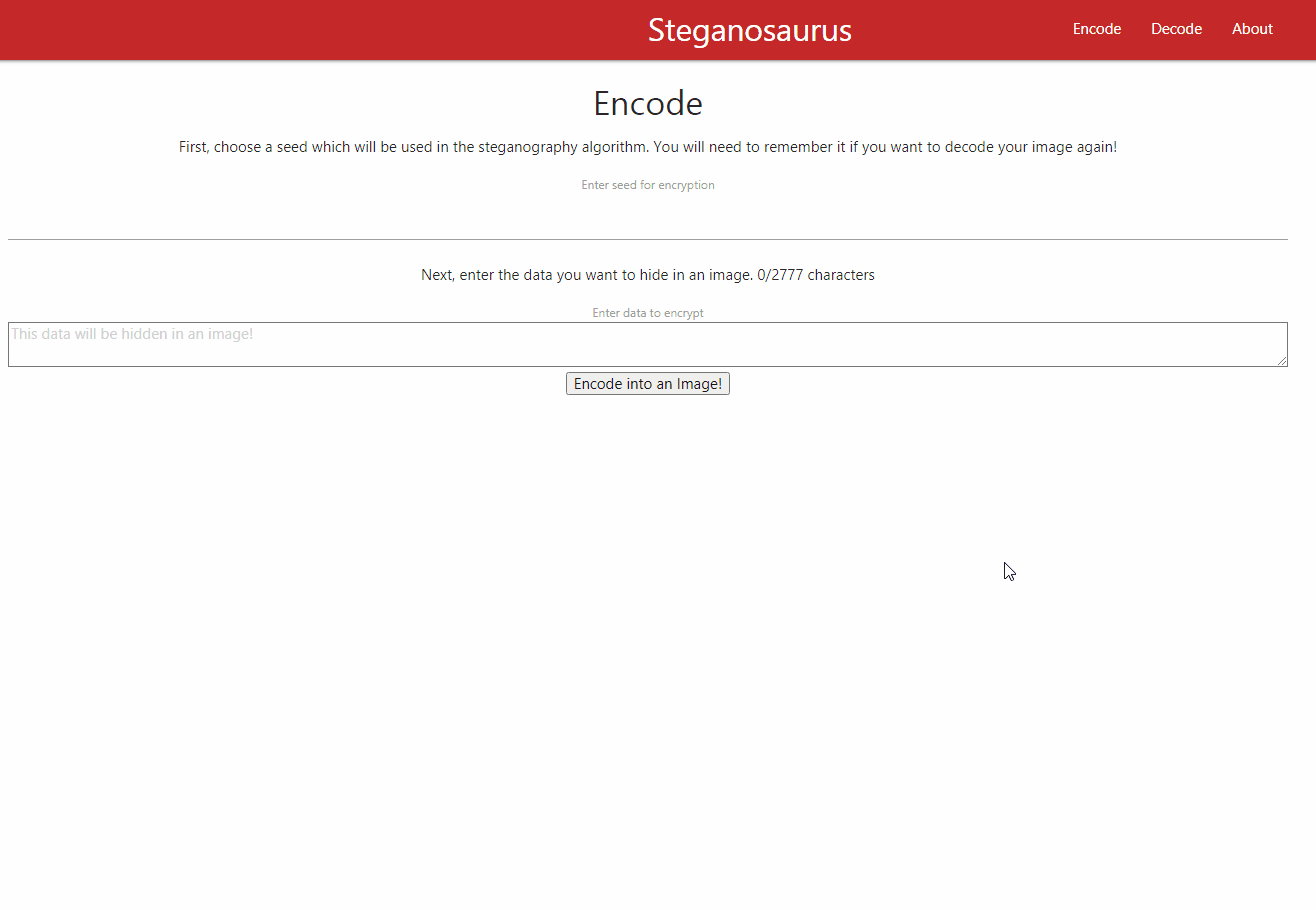 Steganosaurus
Encode
Decode
About
Encode
First, choose a seed which will be used in the steganography algorithm. You will need to remember it if you want to decode your image again!
Enter seed for encryption
Next, enter the data you want to hide in an image. 0/2777 characters
Enter data to encrypt
This data will be hidden in an image!
Encode into an Image!